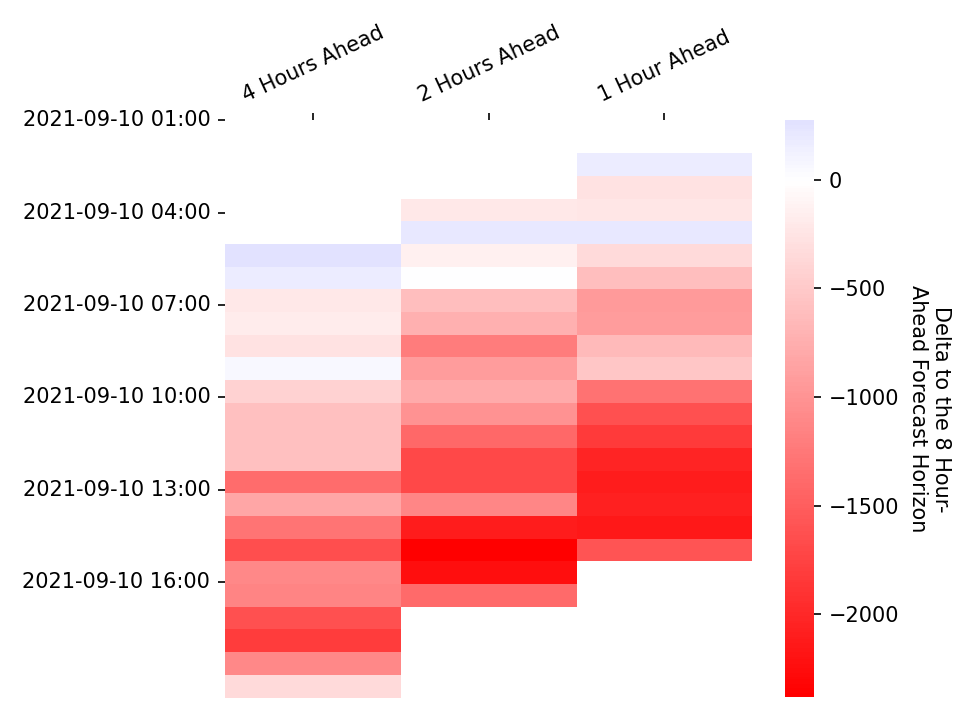 4 Hours Ahead
2 Hours Ahead
1 Hour Ahead
2021-09-10 01:00
2021-09-10 04:00
2021-09-10 07:00
2021-09-10 10:00
2021-09-10 13:00
2021-09-10 16:00
0
−500
−1000
−1500
−2000
Delta to the 8 Hour-
Ahead Forecast Horizon